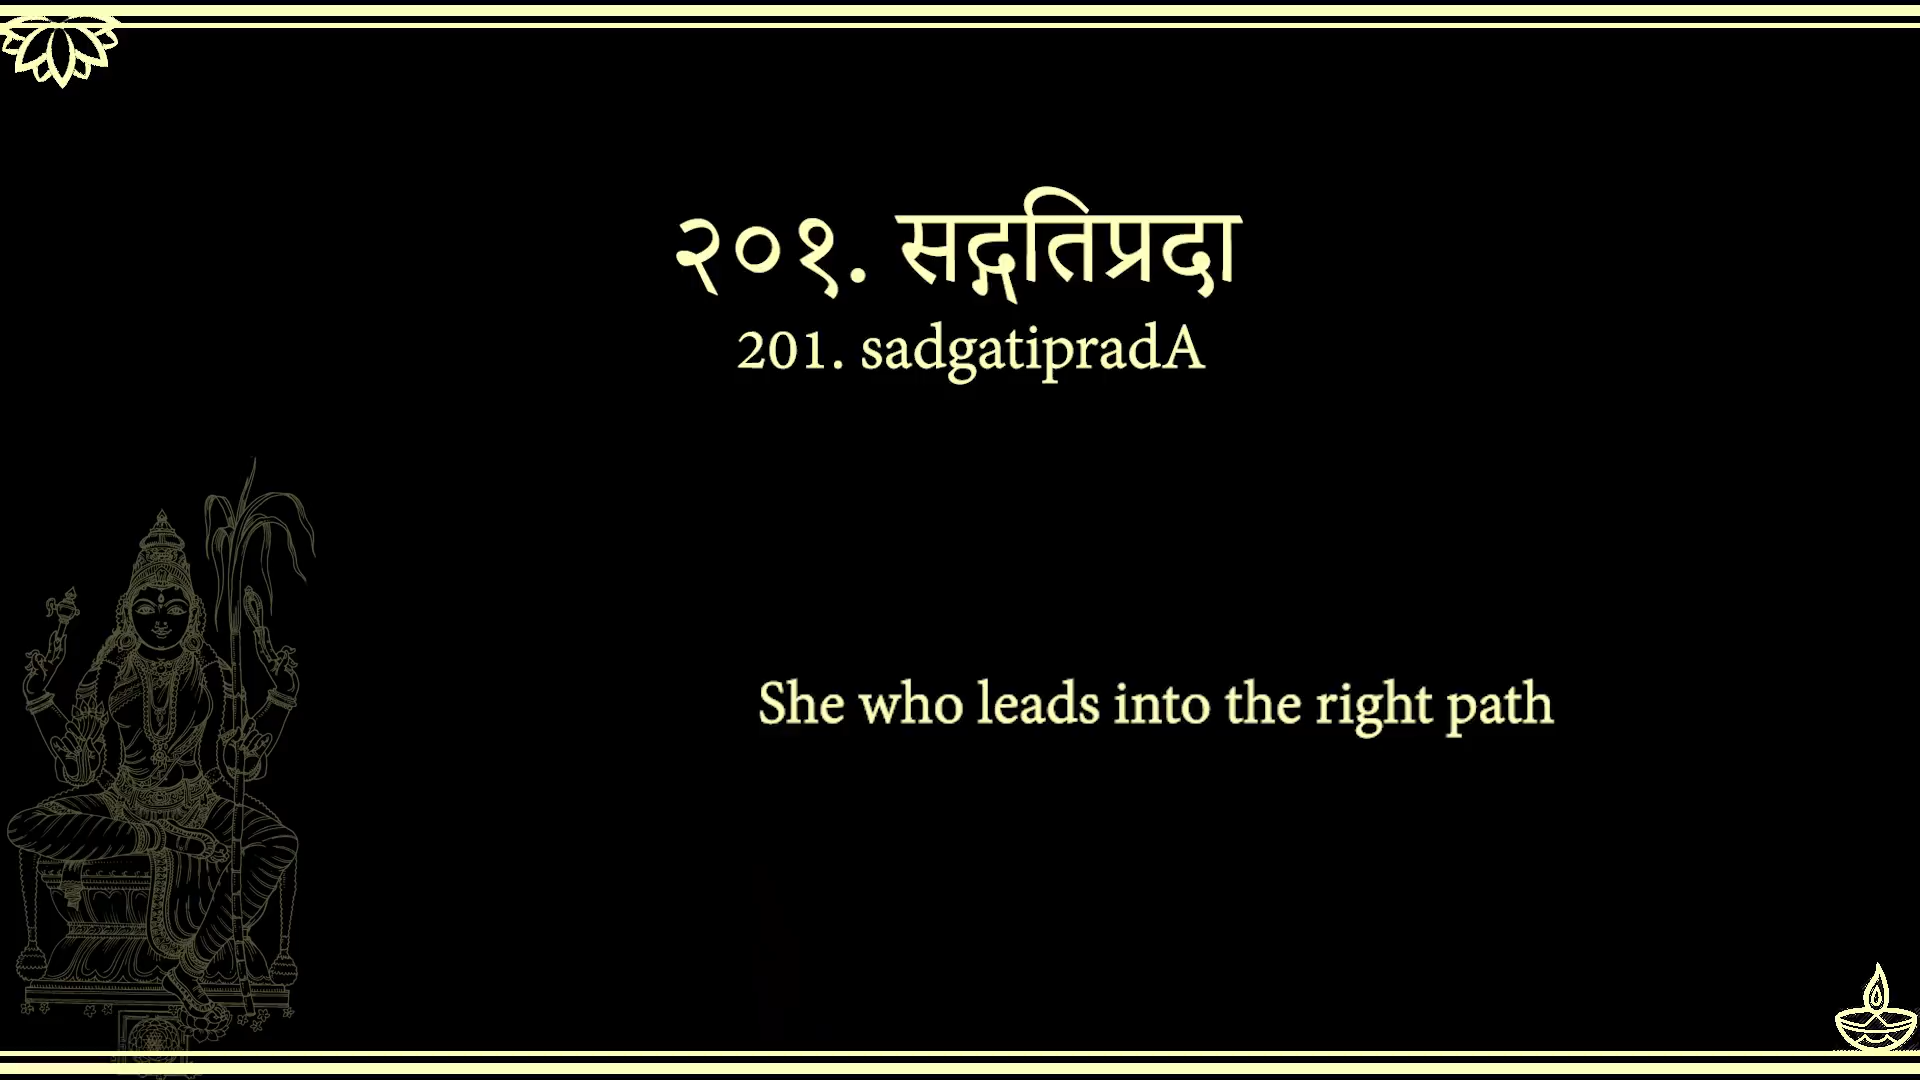 २०१. सद्गतिप्रदा
201. sadgatipradA
She who leads into the right path